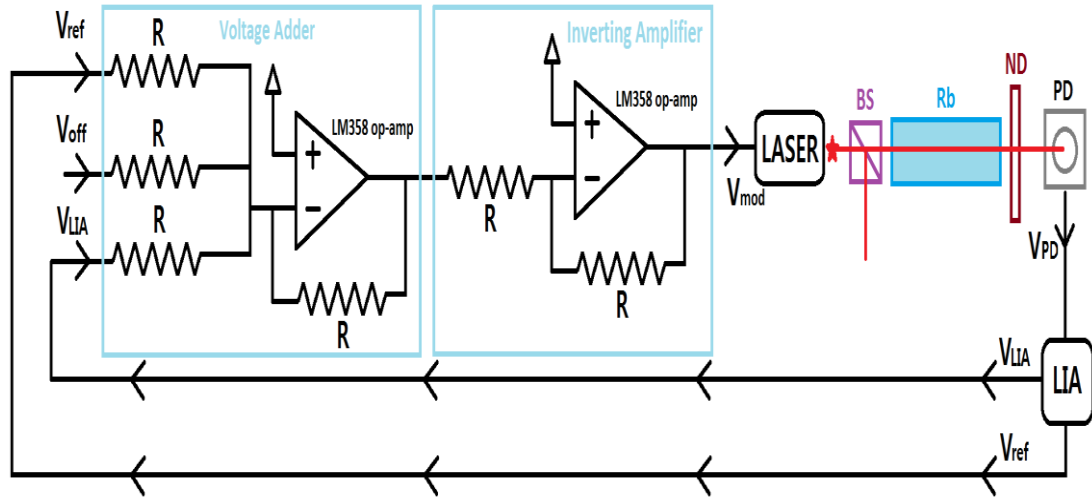 Vref
R
Voltage Adder
Inverting Amplifier
ND
PD
BS
Rb
LM358 op-amp
LM358 op-amp
+
+
Voff
R
LASER
VLIA
R
−
−
R
Vmod
VPD
R
R
VLIA
LIA
Vref